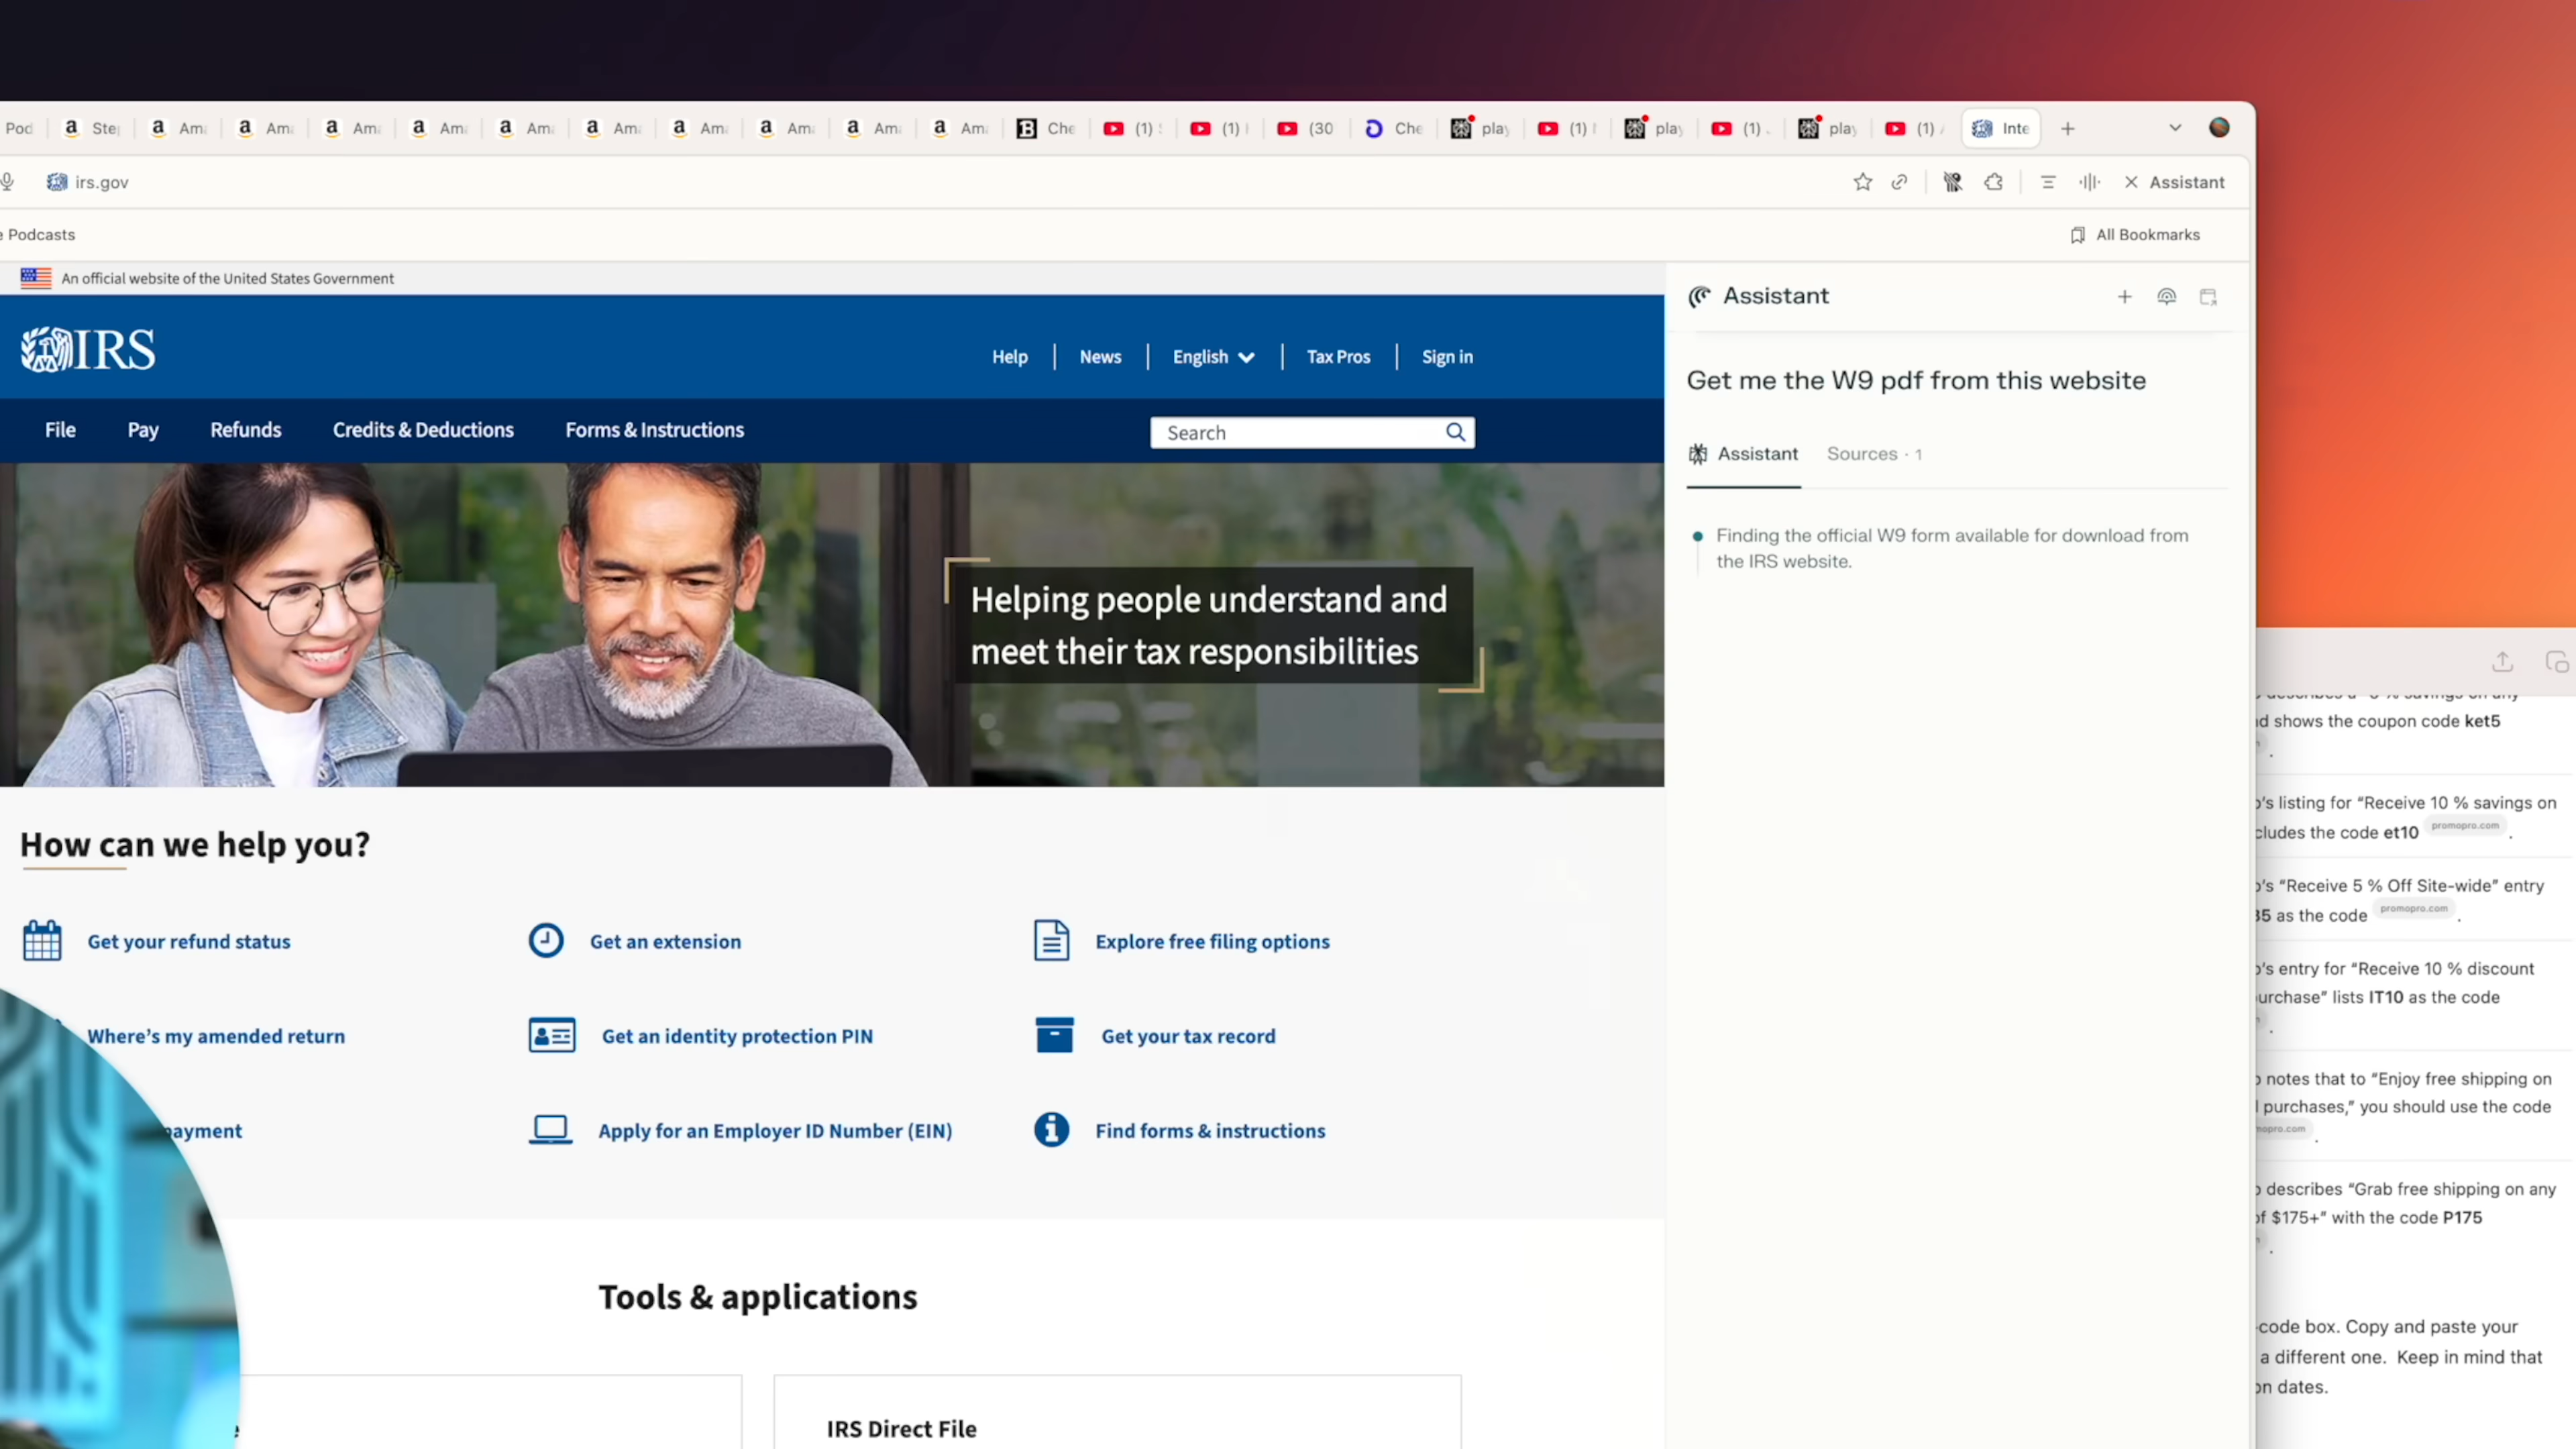 Pod
Ste
Am
Am
Am
Am
Am
Am
Am
Am
Am
Am
Che
(1)
(1)
(30
Che
play
(1)
play
(1)
play
(1)
Inte
irs.gov
Assistant
Podcasts
All Bookmarks
An official website of the United States Government
IRS
Help
News
English
Tax Pros
Sign in
File
Pay
Refunds
Credits & Deductions
Forms & Instructions
Search
Helping people understand and
meet their tax responsibilities
How can we help you?
Get your refund status
Get an extension
Explore free filing options
Where's my amended return
Get an identity protection PIN
Get your tax record
payment
Apply for an Employer ID Number (EIN)
Find forms & instructions
Tools & applications
IRS Direct File
Assistant
Get me the W9 pdf from this website
Assistant
Sources · 1
Finding the official W9 form available for download from
the IRS website.
shows the coupon code ket5
's listing for “Receive 10 % savings on
cludes the code et10 promopro.com .
's “Receive 5 % Off Site-wide” entry
as the code promopro.com .
's entry for “Receive 10 % discount
urchase” lists IT10 as the code
notes that to “Enjoy free shipping on
purchases,” you should use the code
describes “Grab free shipping on any
of $175+” with the code P175
-code box. Copy and paste your
a different one. Keep in mind that
on dates.